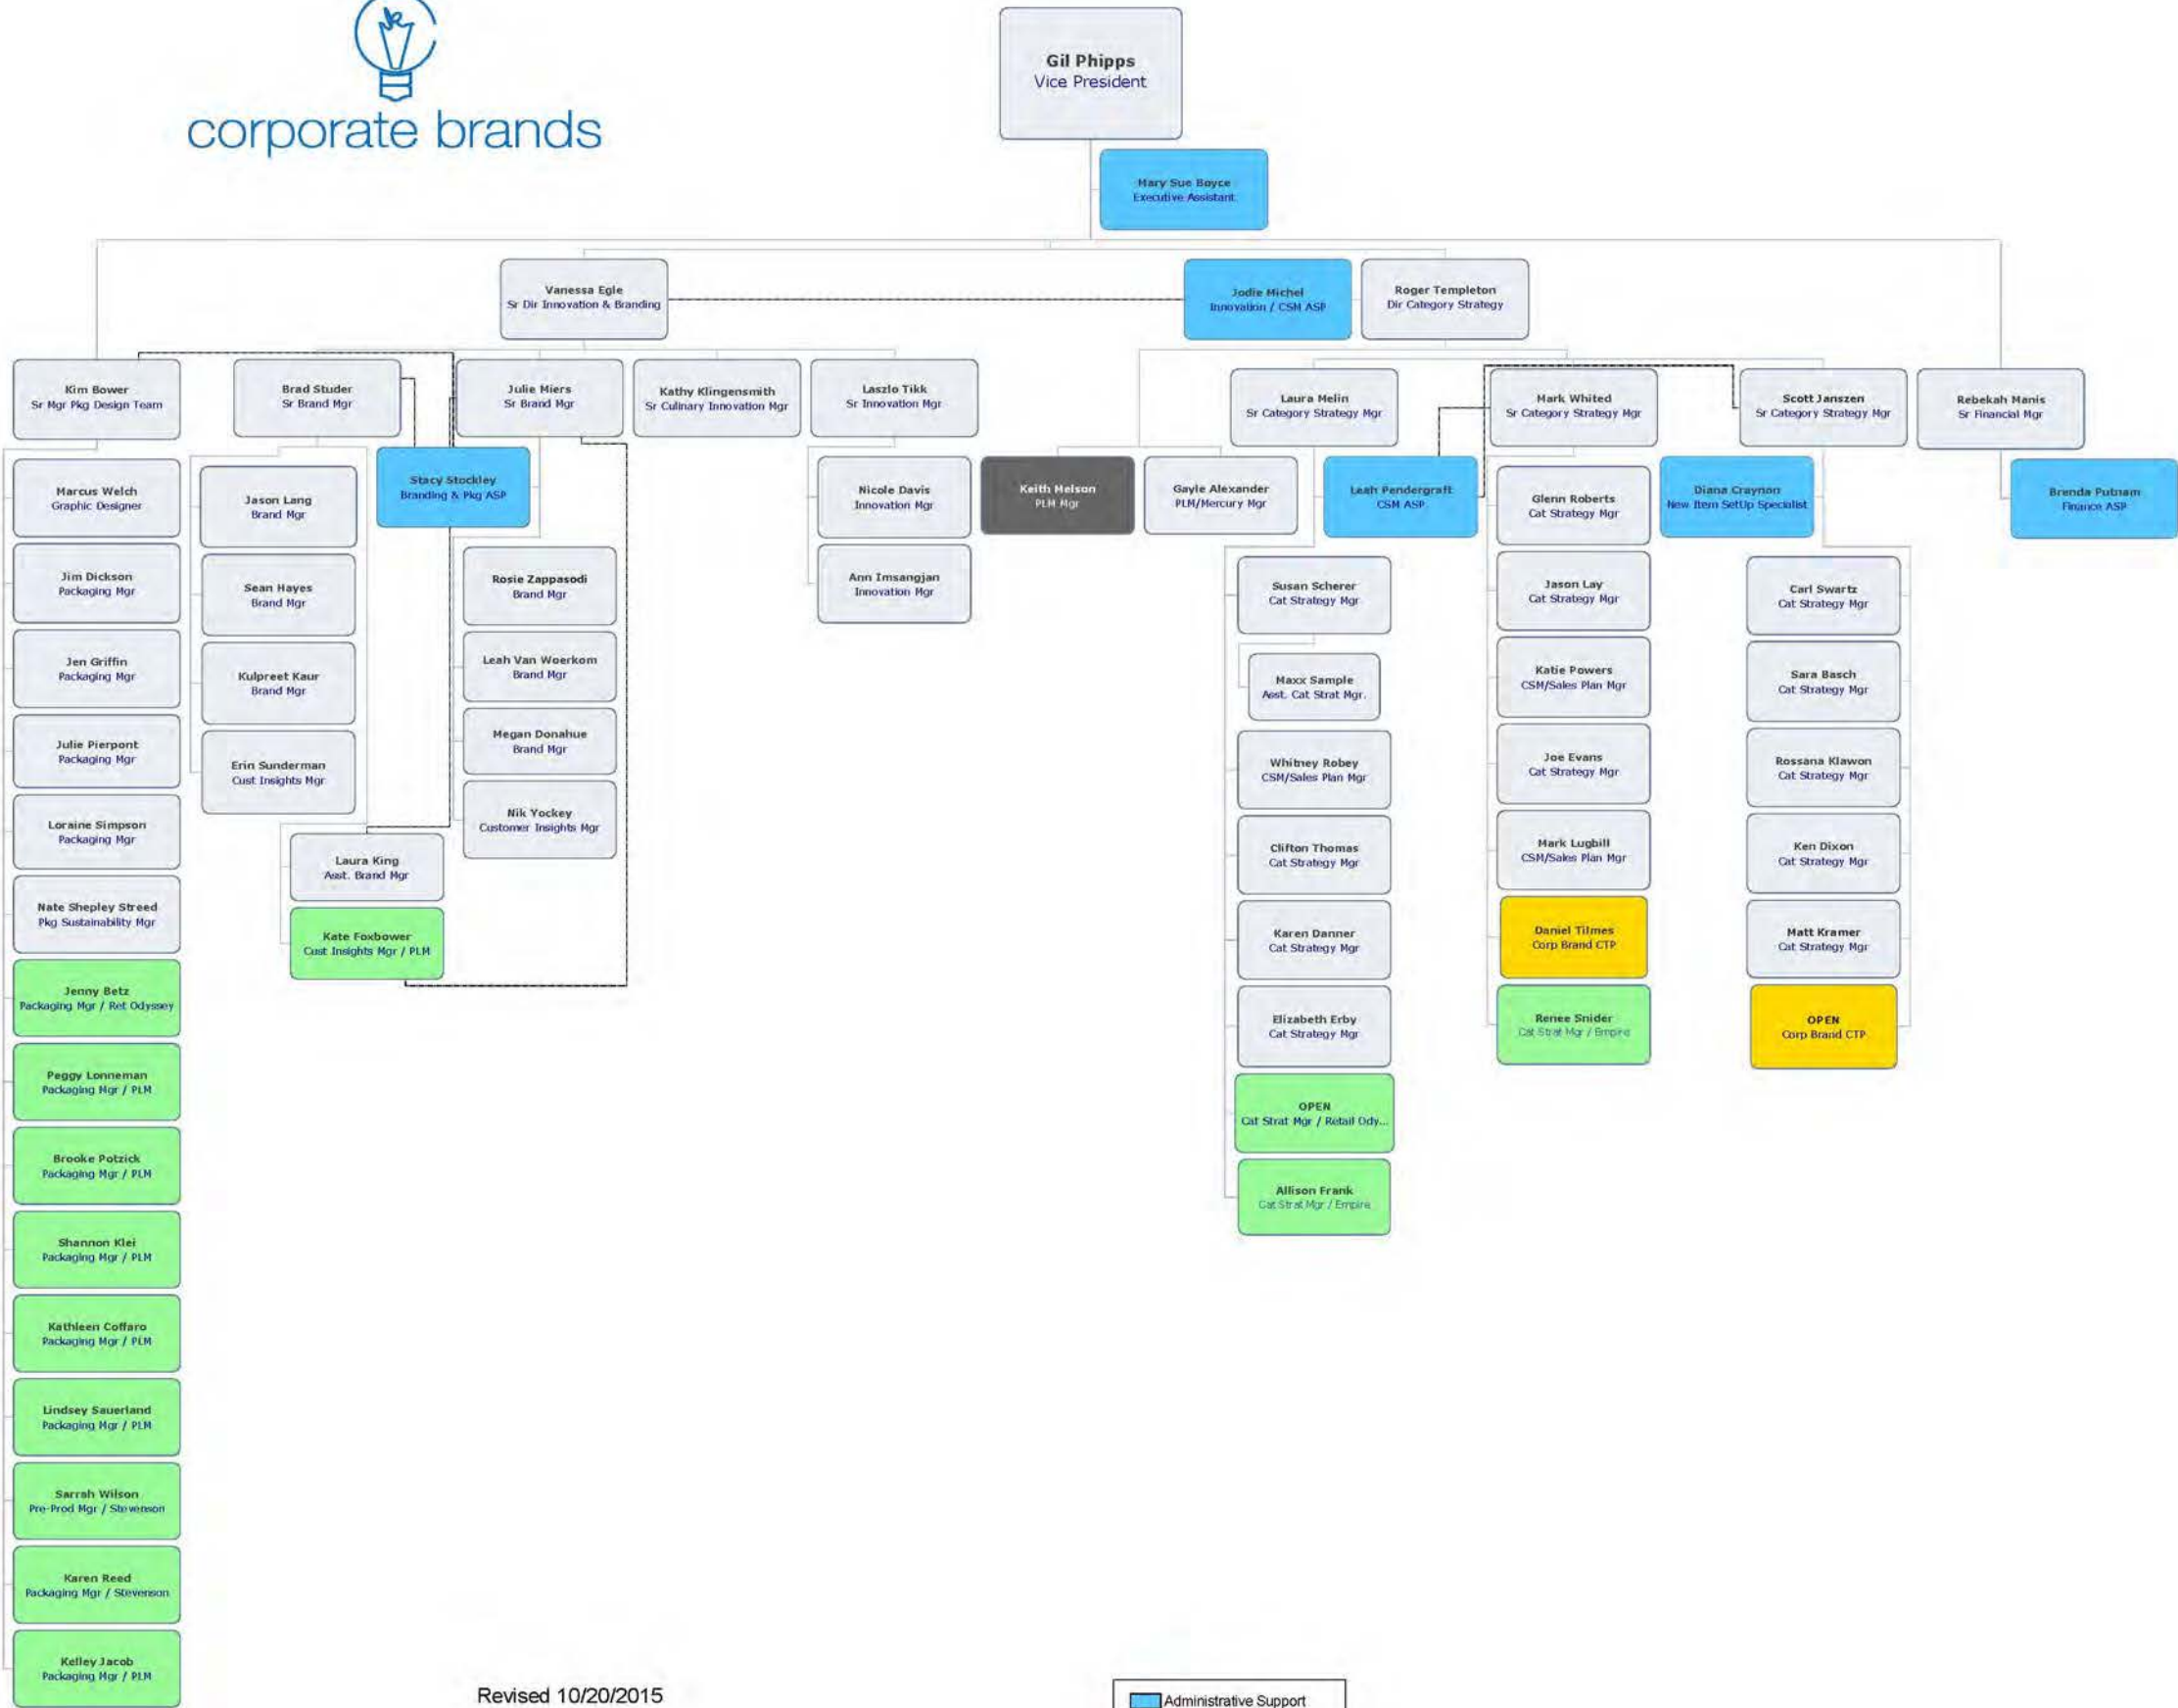 corporate brands
Gil Phipps
Vice President
Mary Sue Boyce
Executive Assistant
Vanessa Egle
Sr Dir Innovation & Branding
Jodie Michel
Innovation / CSM ASP
Roger Templeton
Dir Category Strategy
Kim Bower
Sr Mgr Pkg Design Team
Brad Studer
Sr Brand Mgr
Julie Miers
Sr Brand Mgr
Kathy Klingensmith
Sr Culinary Innovation Mgr
Laszlo Tikk
Sr Innovation Mgr
Laura Melin
Sr Category Strategy Mgr
Mark Whited
Sr Category Strategy Mgr
Scott Janszen
Sr Category Strategy Mgr
Rebekah Manis
Sr Financial Mgr
Marcus Welch
Graphic Designer
Jim Dickson
Packaging Mgr
Jen Griffin
Packaging Mgr
Julie Pierpont
Packaging Mgr
Loraine Simpson
Packaging Mgr
Nate Shepley Streed
Pkg Sustainability Mgr
Jenny Betz
Packaging Mgr / Ret Odyssey
Peggy Lonneman
Packaging Mgr / PLM
Brooke Potzick
Packaging Mgr / PLM
Shannon Klei
Packaging Mgr / PLM
Kathleen Coffaro
Packaging Mgr / PLM
Lindsey Sauerland
Packaging Mgr / PLM
Sarrah Wilson
Pre-Prod Mgr / Stevenson
Karen Reed
Packaging Mgr / Stevenson
Kelley Jacob
Packaging Mgr / PLM
Jason Lang
Brand Mgr
Sean Hayes
Brand Mgr
Kulpreet Kaur
Brand Mgr
Erin Sunderman
Cust Insights Mgr
Laura King
Asst. Brand Mgr
Kate Foxbower
Cust Insights Mgr / PLM
Stacy Stockley
Branding & Pkg ASP
Rosie Zappasodi
Brand Mgr
Leah Van Woerkom
Brand Mgr
Megan Donahue
Brand Mgr
Nik Yockey
Customer Insights Mgr
Nicole Davis
Innovation Mgr
Ann Imsangjan
Innovation Mgr
Keith Nelson
PLM Mgr
Gayle Alexander
PLM/Mercury Mgr
Leah Pendergraft
CSM ASP
Susan Scherer
Cat Strategy Mgr
Maxx Sample
Asst. Cat Strat Mgr.
Whitney Robey
CSM/Sales Plan Mgr
Clifton Thomas
Cat Strategy Mgr
Karen Danner
Cat Strategy Mgr
Elizabeth Erby
Cat Strategy Mgr
OPEN
Cat Strat Mgr / Retail Ody...
Allison Frank
Cat Strat Mgr / Empire
Glenn Roberts
Cat Strategy Mgr
Jason Lay
Cat Strategy Mgr
Katie Powers
CSM/Sales Plan Mgr
Joe Evans
Cat Strategy Mgr
Mark Lugbill
CSM/Sales Plan Mgr
Daniel Tilmes
Corp Brand CTP
Renee Snider
Cat Strat Mgr / Empire
Diana Craynon
New Item SetUp Specialist
Carl Swartz
Cat Strategy Mgr
Sara Basch
Cat Strategy Mgr
Rossana Klawon
Cat Strategy Mgr
Ken Dixon
Cat Strategy Mgr
Matt Kramer
Cat Strategy Mgr
OPEN
Corp Brand CTP
Brenda Putnam
Finance ASP
Revised 10/20/2015
Administrative Support